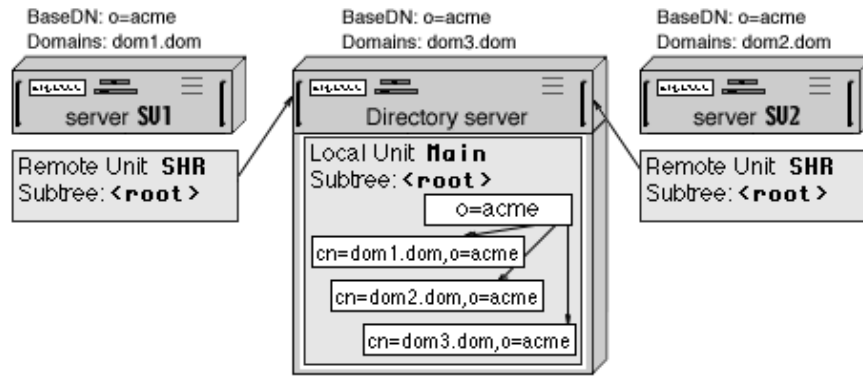 BaseDN: o=acme
Domains: dom1.dom
BaseDN: o=acme
Domains: dom3.dom
BaseDN: o=acme
Domains: dom2.dom
server SU1
Directory server
server SU2
Remote Unit SHR
Subtree: <root>
Local Unit Main
Subtree: <root>
o=acme
cn=dom1.dom,o=acme
cn=dom2.dom,o=acme
cn=dom3.dom,o=acme
Remote Unit SHR
Subtree: <root>